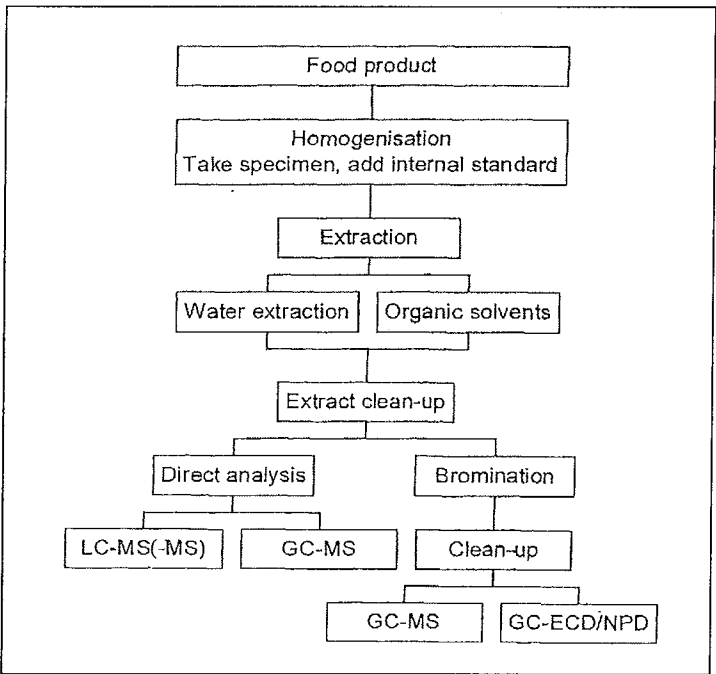 Food product
Homogenisation
Take specimen, add internal standard
Extraction
Water extraction
Organic solvents
Extract clean-up
Direct analysis
Bromination
LC-MS(-MS)
GC-MS
Clean-up
GC-MS
GC-ECD/NPD